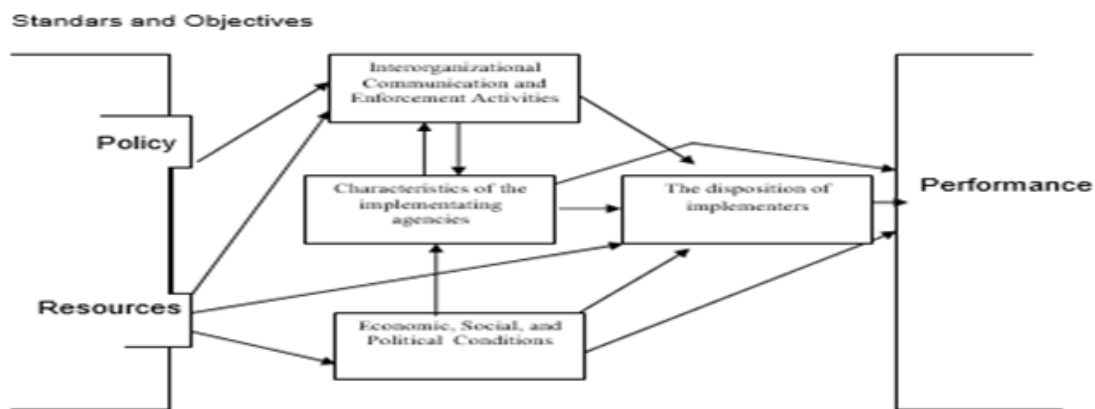 Standars and Objectives
Interorganizational
Communication and
Enforcement Activities
Policy
Characteristics of the
implementating
agencies
The disposition of
implementers
Performance
Resources
Economic, Social, and
Political Conditions